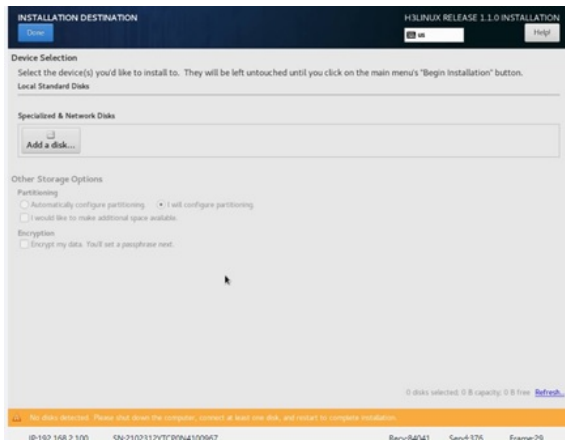 INSTALLATION DESTINATION
H3LINUX RELEASE 1.1.0 INSTALLATION
Done
us
Help!
Device Selection
Select the device(s) you'd like to install to. They will be left untouched until you click on the main menu's "Begin Installation" button.
Local Standard Disks
Specialized & Network Disks
Add a disk...
Other Storage Options
Partitioning
Automatically configure partitioning. I will configure partitioning.
I would like to make additional space available.
Encryption
Encrypt my data. You'll set a passphrase next.
0 disks selected; 0 B capacity; 0 B free Refresh...
No disks detected. Please shut down the computer, connect at least one disk, and restart to complete installation.
IP:192.168.2.100 SN:2102312YTCP0N4100967 Recv:84041 Send:376 Frame:29